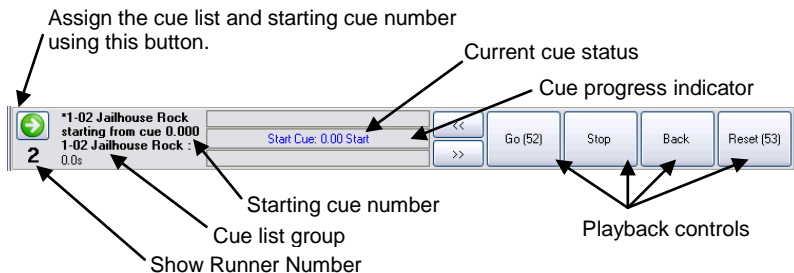 Assign the cue list and starting cue number
using this button.
Current cue status
Cue progress indicator
*1-02 Jailhouse Rock
starting from cue 0.000
1-02 Jailhouse Rock :
0.0s
2
Start Cue: 0.00 Start
<<
>>
Go (52)
Stop
Back
Reset (53)
Starting cue number
Cue list group
Show Runner Number
Playback controls